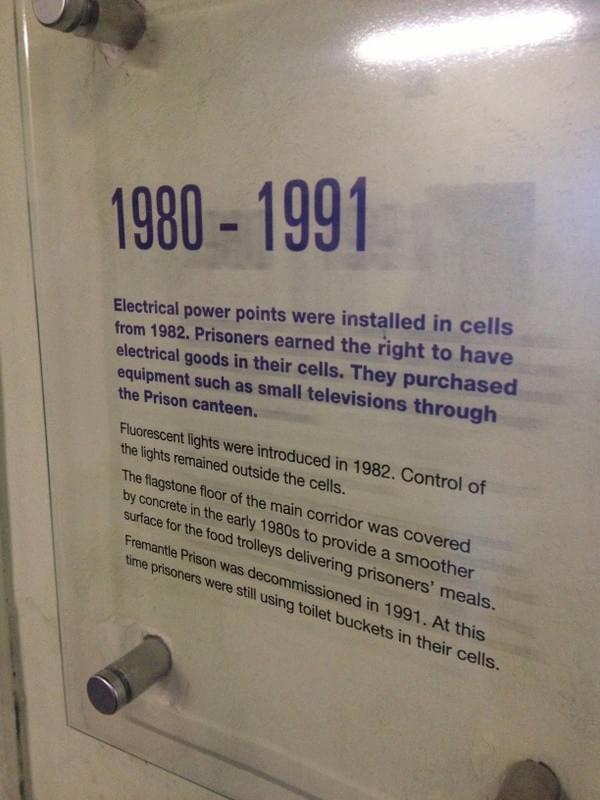 1980 - 1991
Electrical power points were installed in cells
from 1982. Prisoners earned the right to have
electrical goods in their cells. They purchased
equipment such as small televisions through
the Prison canteen.
Fluorescent lights were introduced in 1982. Control of
the lights remained outside the cells.
The flagstone floor of the main corridor was covered
by concrete in the early 1980s to provide a smoother
surface for the food trolleys delivering prisoners' meals.
Fremantle Prison was decommissioned in 1991. At this
time prisoners were still using toilet buckets in their cells.